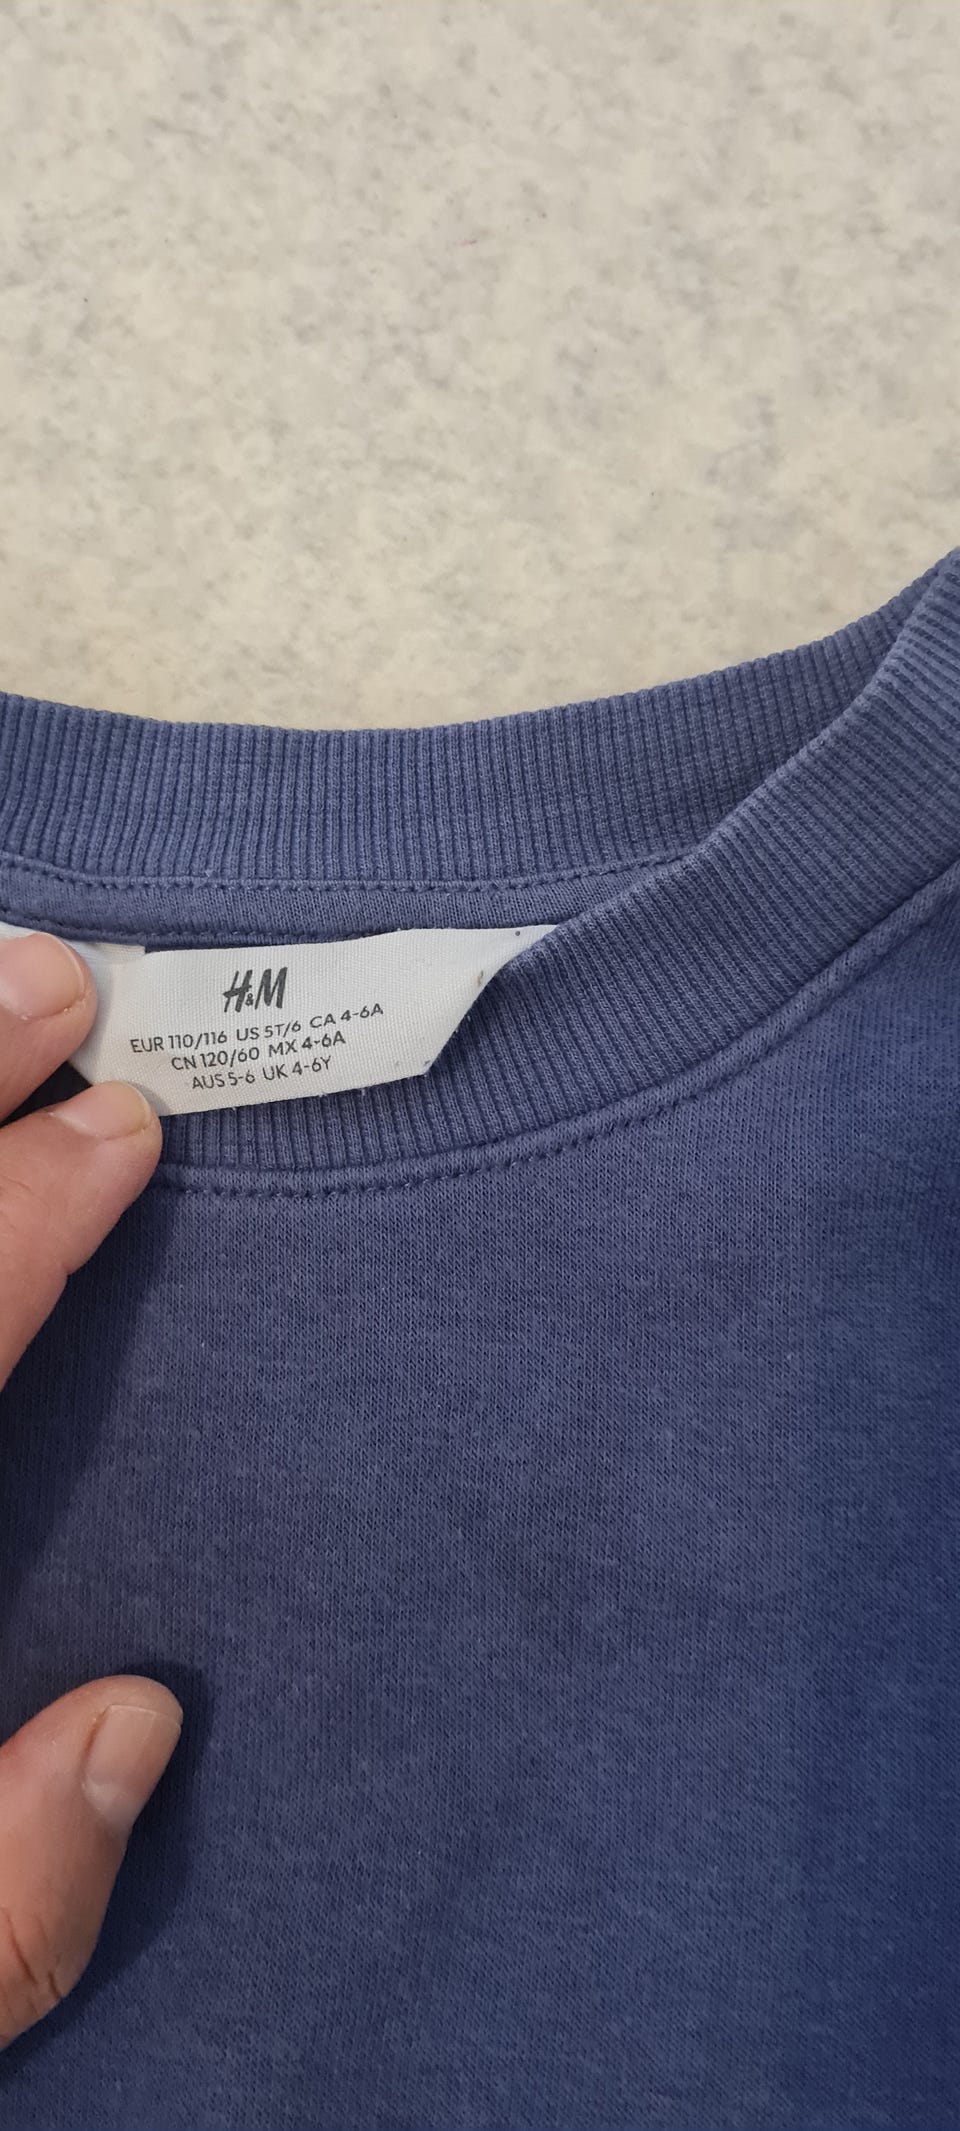 H&M
EUR 110/116 US 5T/6 CA 4-6A
CN 120/60 MX 4-6A
AUS 5-6 UK 4-6Y